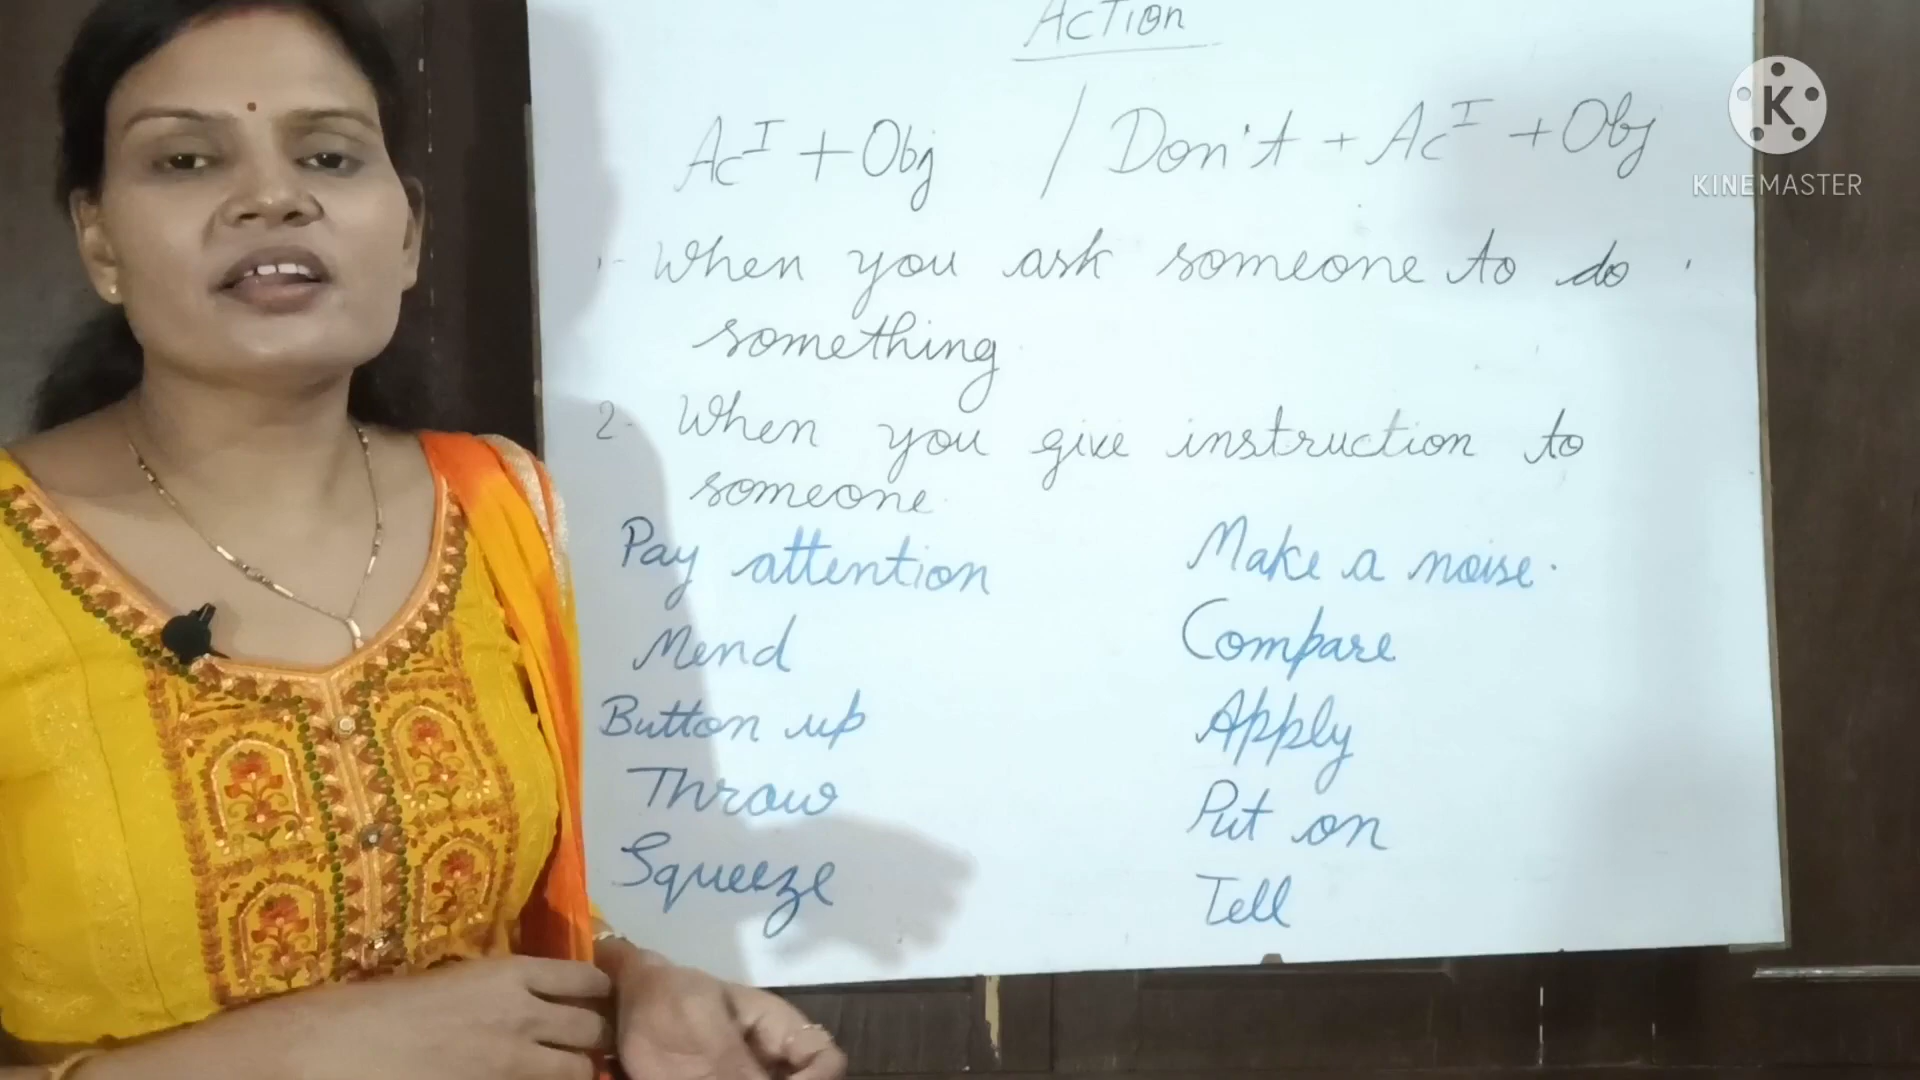 Action
Ac^I + Obj / Don't + Ac^I + Obj
1- When you ask someone to do
something
2- When you give instruction to
someone.
Pay attention
Mend
Button up
Throw
Squeeze
Make a noise.
Compare
Apply
Put on
Tell
K
KINEMASTER